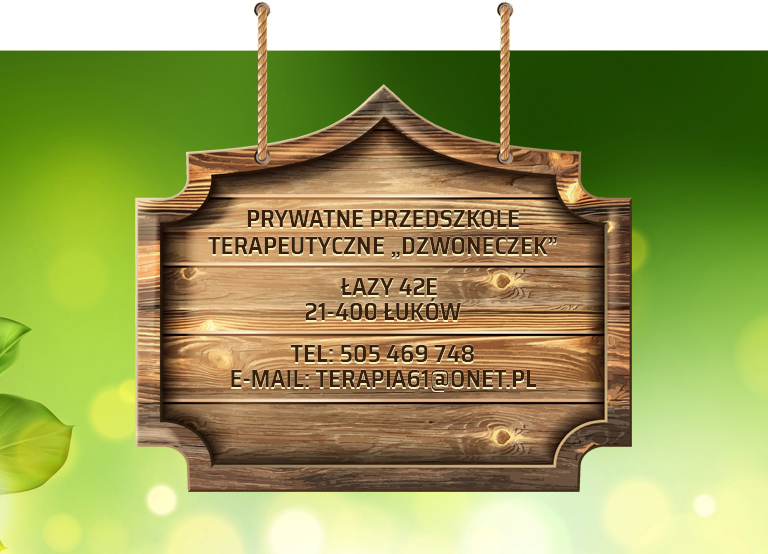 PRYWATNE PRZEDSZKOLE
TERAPEUTYCZNE „DZWONECZEK”
ŁAZY 42E
21-400 ŁUKÓW
TEL: 505 469 748
E-MAIL: TERAPIA61@ONET.PL